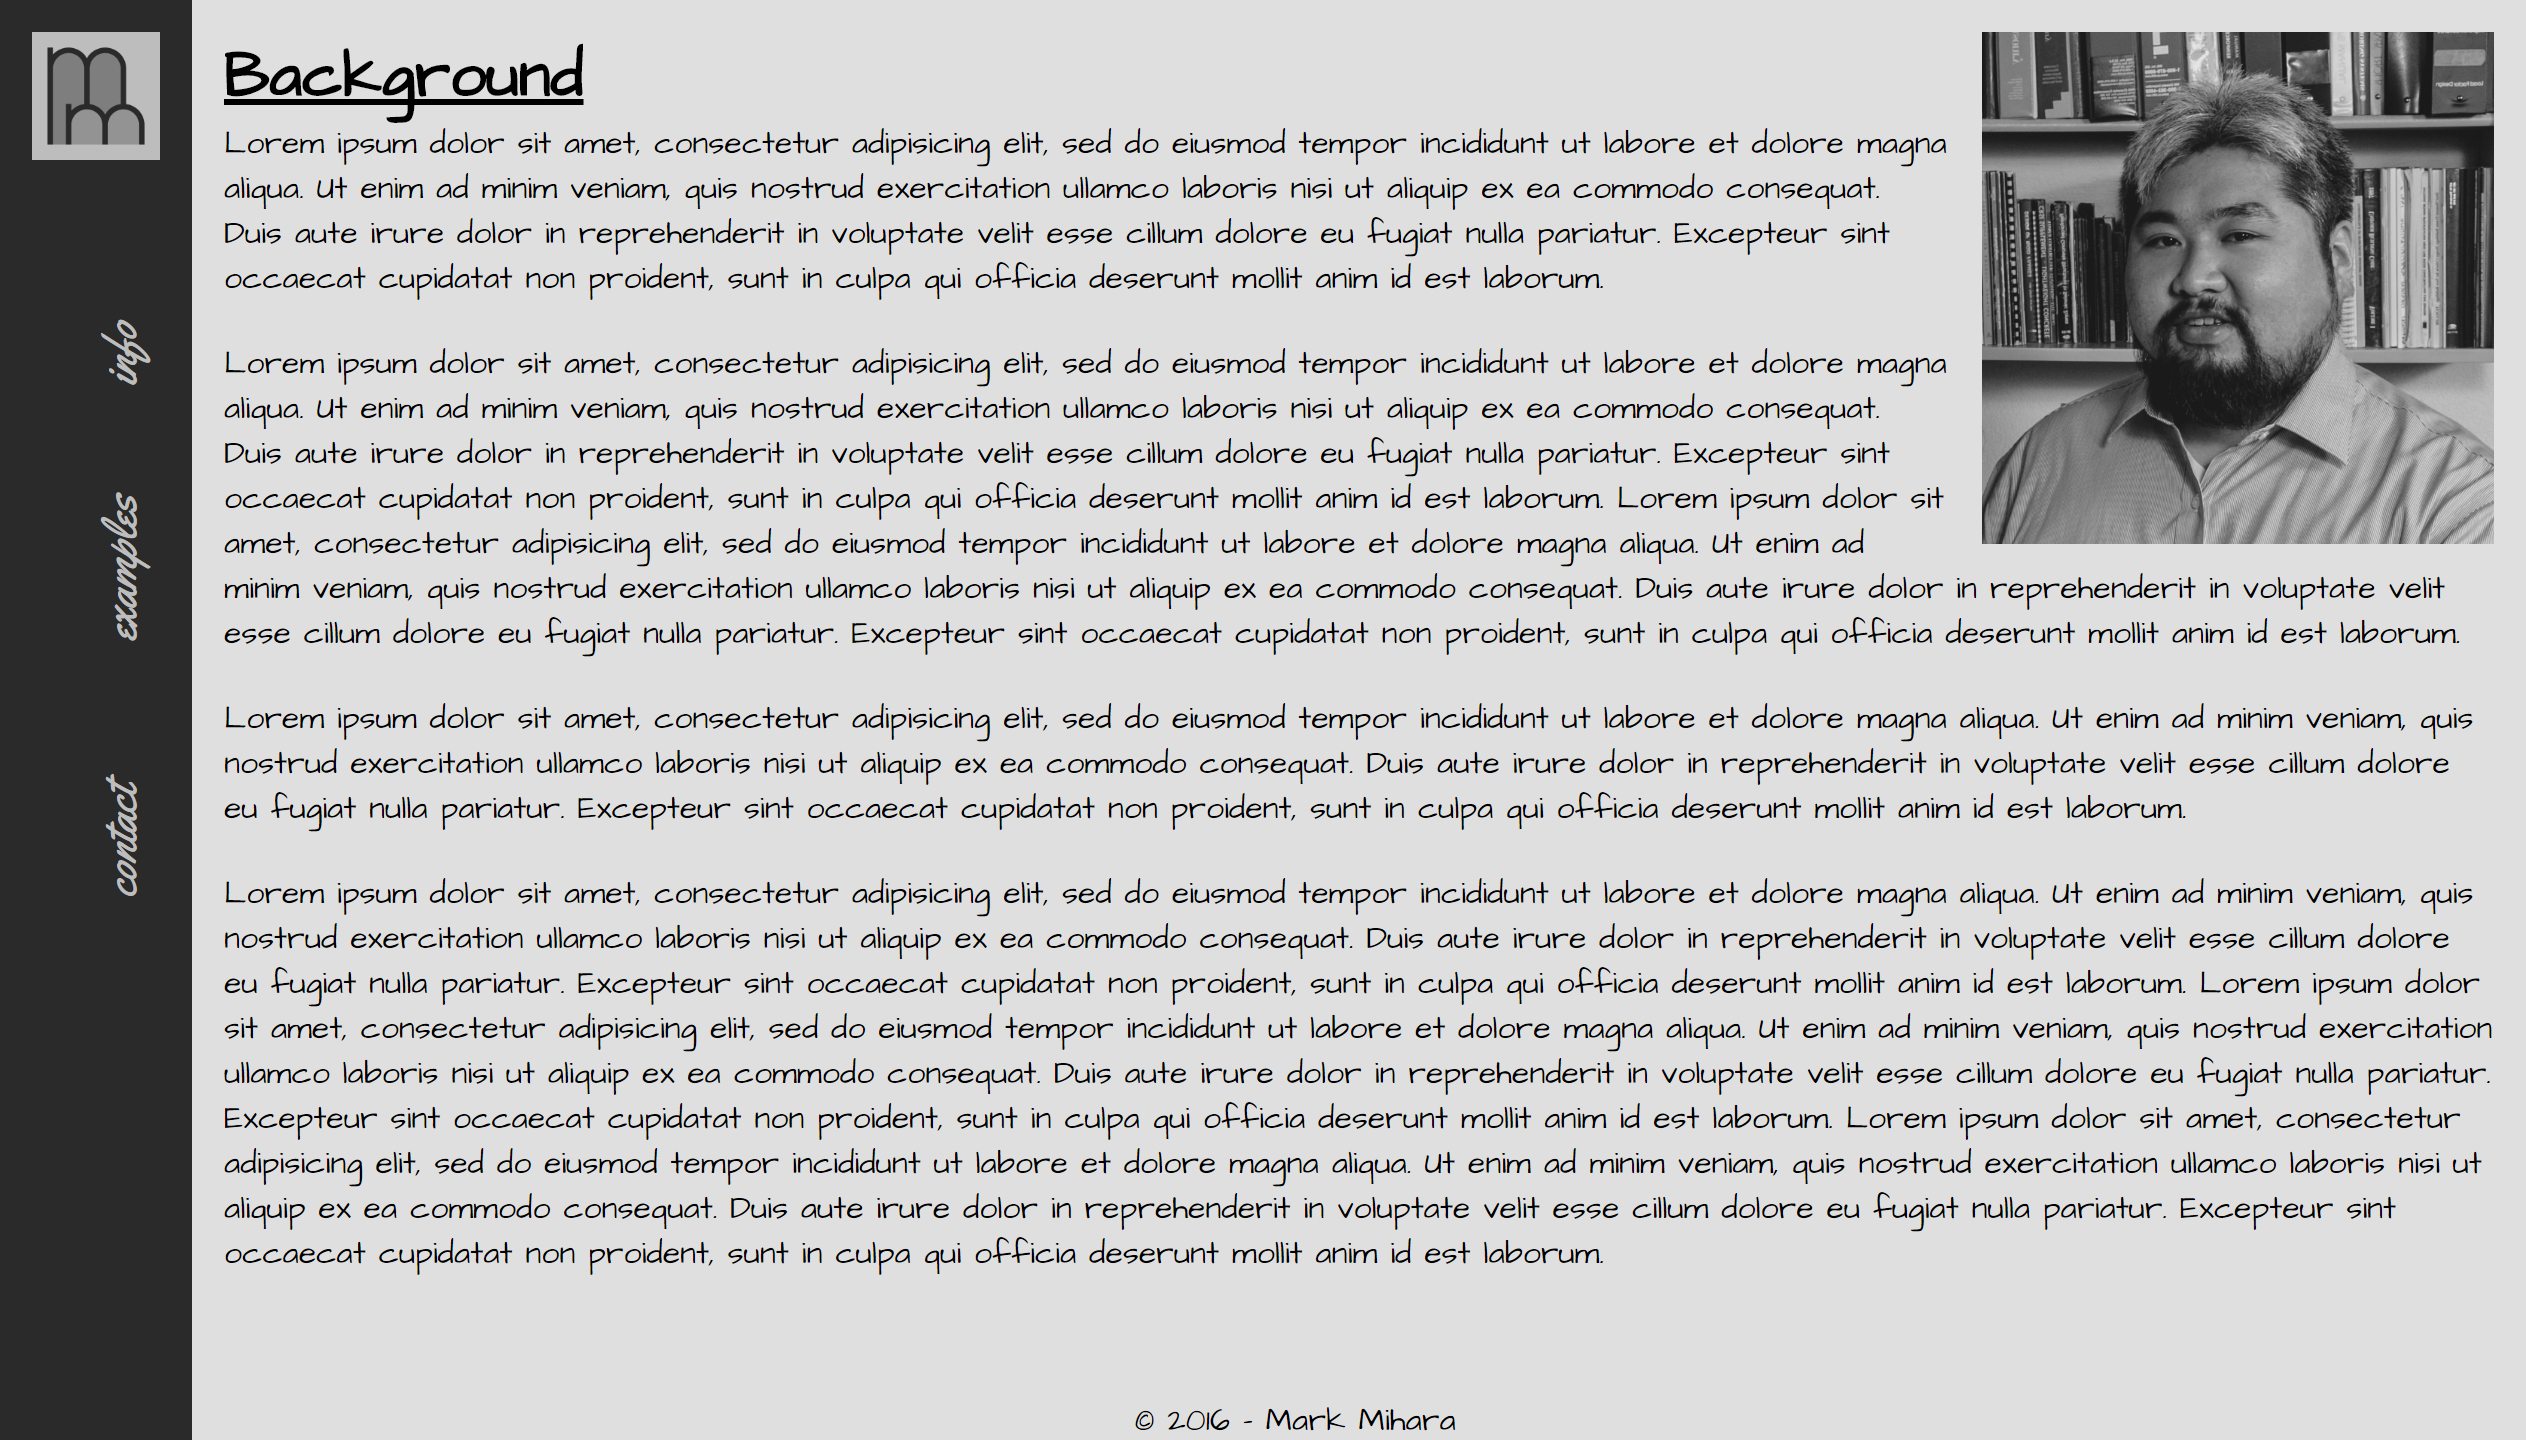 mm
info
examples
contact
Background
Lorem ipsum dolor sit amet, consectetur adipisicing elit, sed do eiusmod tempor incididunt ut labore et dolore magna
aliqua. Ut enim ad minim veniam, quis nostrud exercitation ullamco laboris nisi ut aliquip ex ea commodo consequat.
Duis aute irure dolor in reprehenderit in voluptate velit esse cillum dolore eu fugiat nulla pariatur. Excepteur sint
occaecat cupidatat non proident, sunt in culpa qui officia deserunt mollit anim id est laborum.
Lorem ipsum dolor sit amet, consectetur adipisicing elit, sed do eiusmod tempor incididunt ut labore et dolore magna
aliqua. Ut enim ad minim veniam, quis nostrud exercitation ullamco laboris nisi ut aliquip ex ea commodo consequat.
Duis aute irure dolor in reprehenderit in voluptate velit esse cillum dolore eu fugiat nulla pariatur. Excepteur sint
occaecat cupidatat non proident, sunt in culpa qui officia deserunt mollit anim id est laborum. Lorem ipsum dolor sit
amet, consectetur adipisicing elit, sed do eiusmod tempor incididunt ut labore et dolore magna aliqua. Ut enim ad
minim veniam, quis nostrud exercitation ullamco laboris nisi ut aliquip ex ea commodo consequat. Duis aute irure dolor in reprehenderit in voluptate velit
esse cillum dolore eu fugiat nulla pariatur. Excepteur sint occaecat cupidatat non proident, sunt in culpa qui officia deserunt mollit anim id est laborum.
Lorem ipsum dolor sit amet, consectetur adipisicing elit, sed do eiusmod tempor incididunt ut labore et dolore magna aliqua. Ut enim ad minim veniam, quis
nostrud exercitation ullamco laboris nisi ut aliquip ex ea commodo consequat. Duis aute irure dolor in reprehenderit in voluptate velit esse cillum dolore
eu fugiat nulla pariatur. Excepteur sint occaecat cupidatat non proident, sunt in culpa qui officia deserunt mollit anim id est laborum.
Lorem ipsum dolor sit amet, consectetur adipisicing elit, sed do eiusmod tempor incididunt ut labore et dolore magna aliqua. Ut enim ad minim veniam, quis
nostrud exercitation ullamco laboris nisi ut aliquip ex ea commodo consequat. Duis aute irure dolor in reprehenderit in voluptate velit esse cillum dolore
eu fugiat nulla pariatur. Excepteur sint occaecat cupidatat non proident, sunt in culpa qui officia deserunt mollit anim id est laborum. Lorem ipsum dolor
sit amet, consectetur adipisicing elit, sed do eiusmod tempor incididunt ut labore et dolore magna aliqua. Ut enim ad minim veniam, quis nostrud exercitation
ullamco laboris nisi ut aliquip ex ea commodo consequat. Duis aute irure dolor in reprehenderit in voluptate velit esse cillum dolore eu fugiat nulla pariatur.
Excepteur sint occaecat cupidatat non proident, sunt in culpa qui officia deserunt mollit anim id est laborum. Lorem ipsum dolor sit amet, consectetur
adipisicing elit, sed do eiusmod tempor incididunt ut labore et dolore magna aliqua. Ut enim ad minim veniam, quis nostrud exercitation ullamco laboris nisi ut
aliquip ex ea commodo consequat. Duis aute irure dolor in reprehenderit in voluptate velit esse cillum dolore eu fugiat nulla pariatur. Excepteur sint
occaecat cupidatat non proident, sunt in culpa qui officia deserunt mollit anim id est laborum.
© 2016 - Mark Mihara